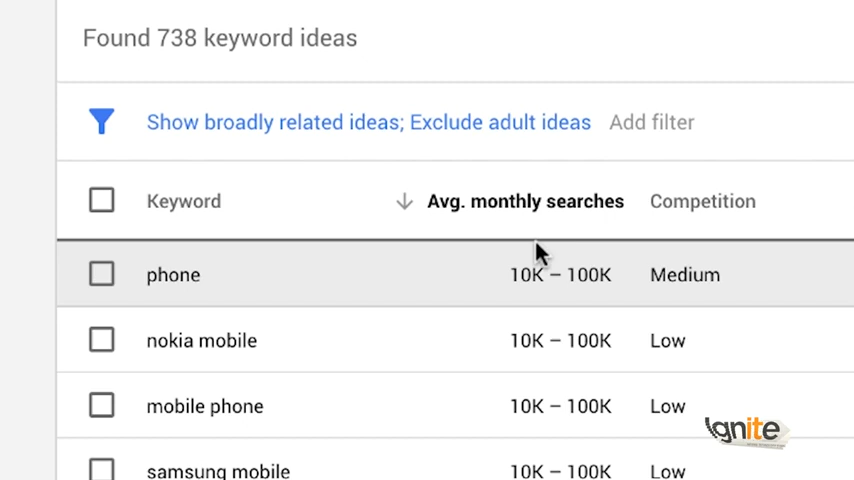 Found 738 keyword ideas
Show broadly related ideas; Exclude adult ideas Add filter
Keyword Avg. monthly searches Competition
phone 10K – 100K Medium
nokia mobile 10K – 100K Low
mobile phone 10K – 100K Low
ignite
samsung mobile 10K – 100K Low